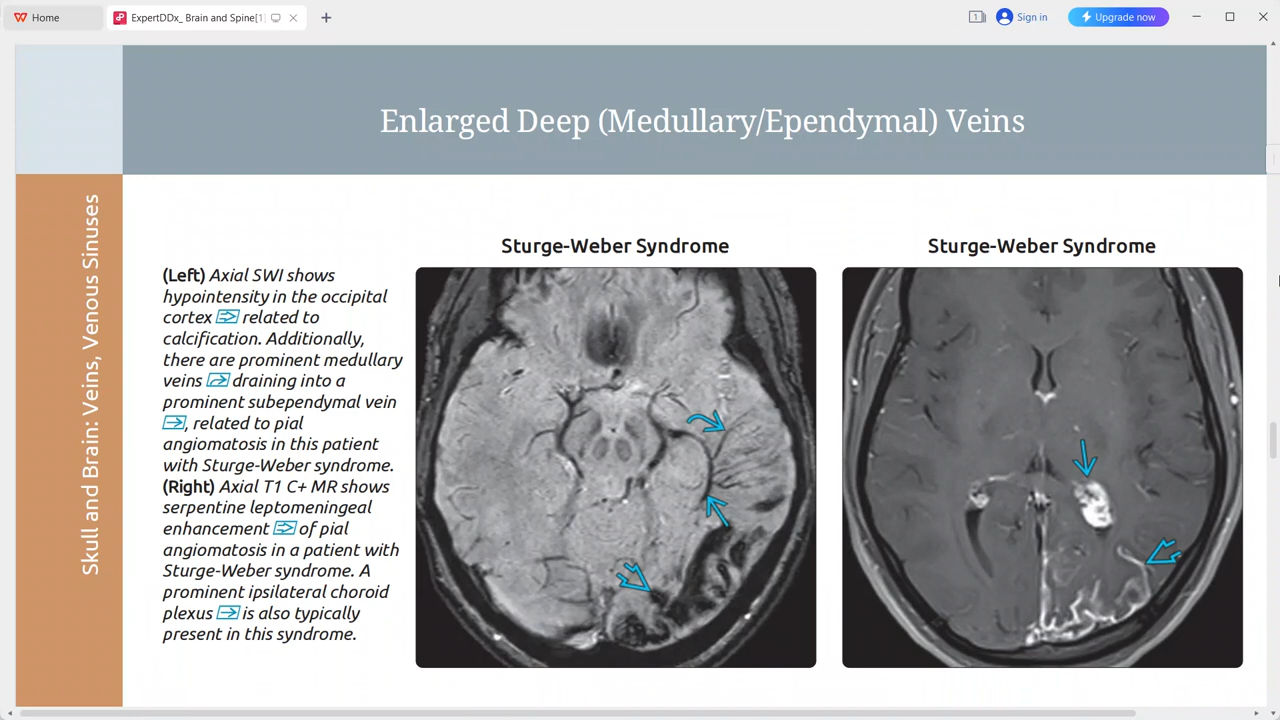 Home
ExpertDDx_ Brain and Spine[1]
1
Sign in
Upgrade now
Enlarged Deep (Medullary/Ependymal) Veins
Skull and Brain: Veins, Venous Sinuses
(Left) Axial SWI shows
hypointensity in the occipital
cortex related to
calcification. Additionally,
there are prominent medullary
veins draining into a
prominent subependymal vein
, related to pial
angiomatosis in this patient
with Sturge-Weber syndrome.
(Right) Axial T1 C+ MR shows
serpentine leptomeningeal
enhancement of pial
angiomatosis in a patient with
Sturge-Weber syndrome. A
prominent ipsilateral choroid
plexus is also typically
present in this syndrome.
Sturge-Weber Syndrome
Sturge-Weber Syndrome